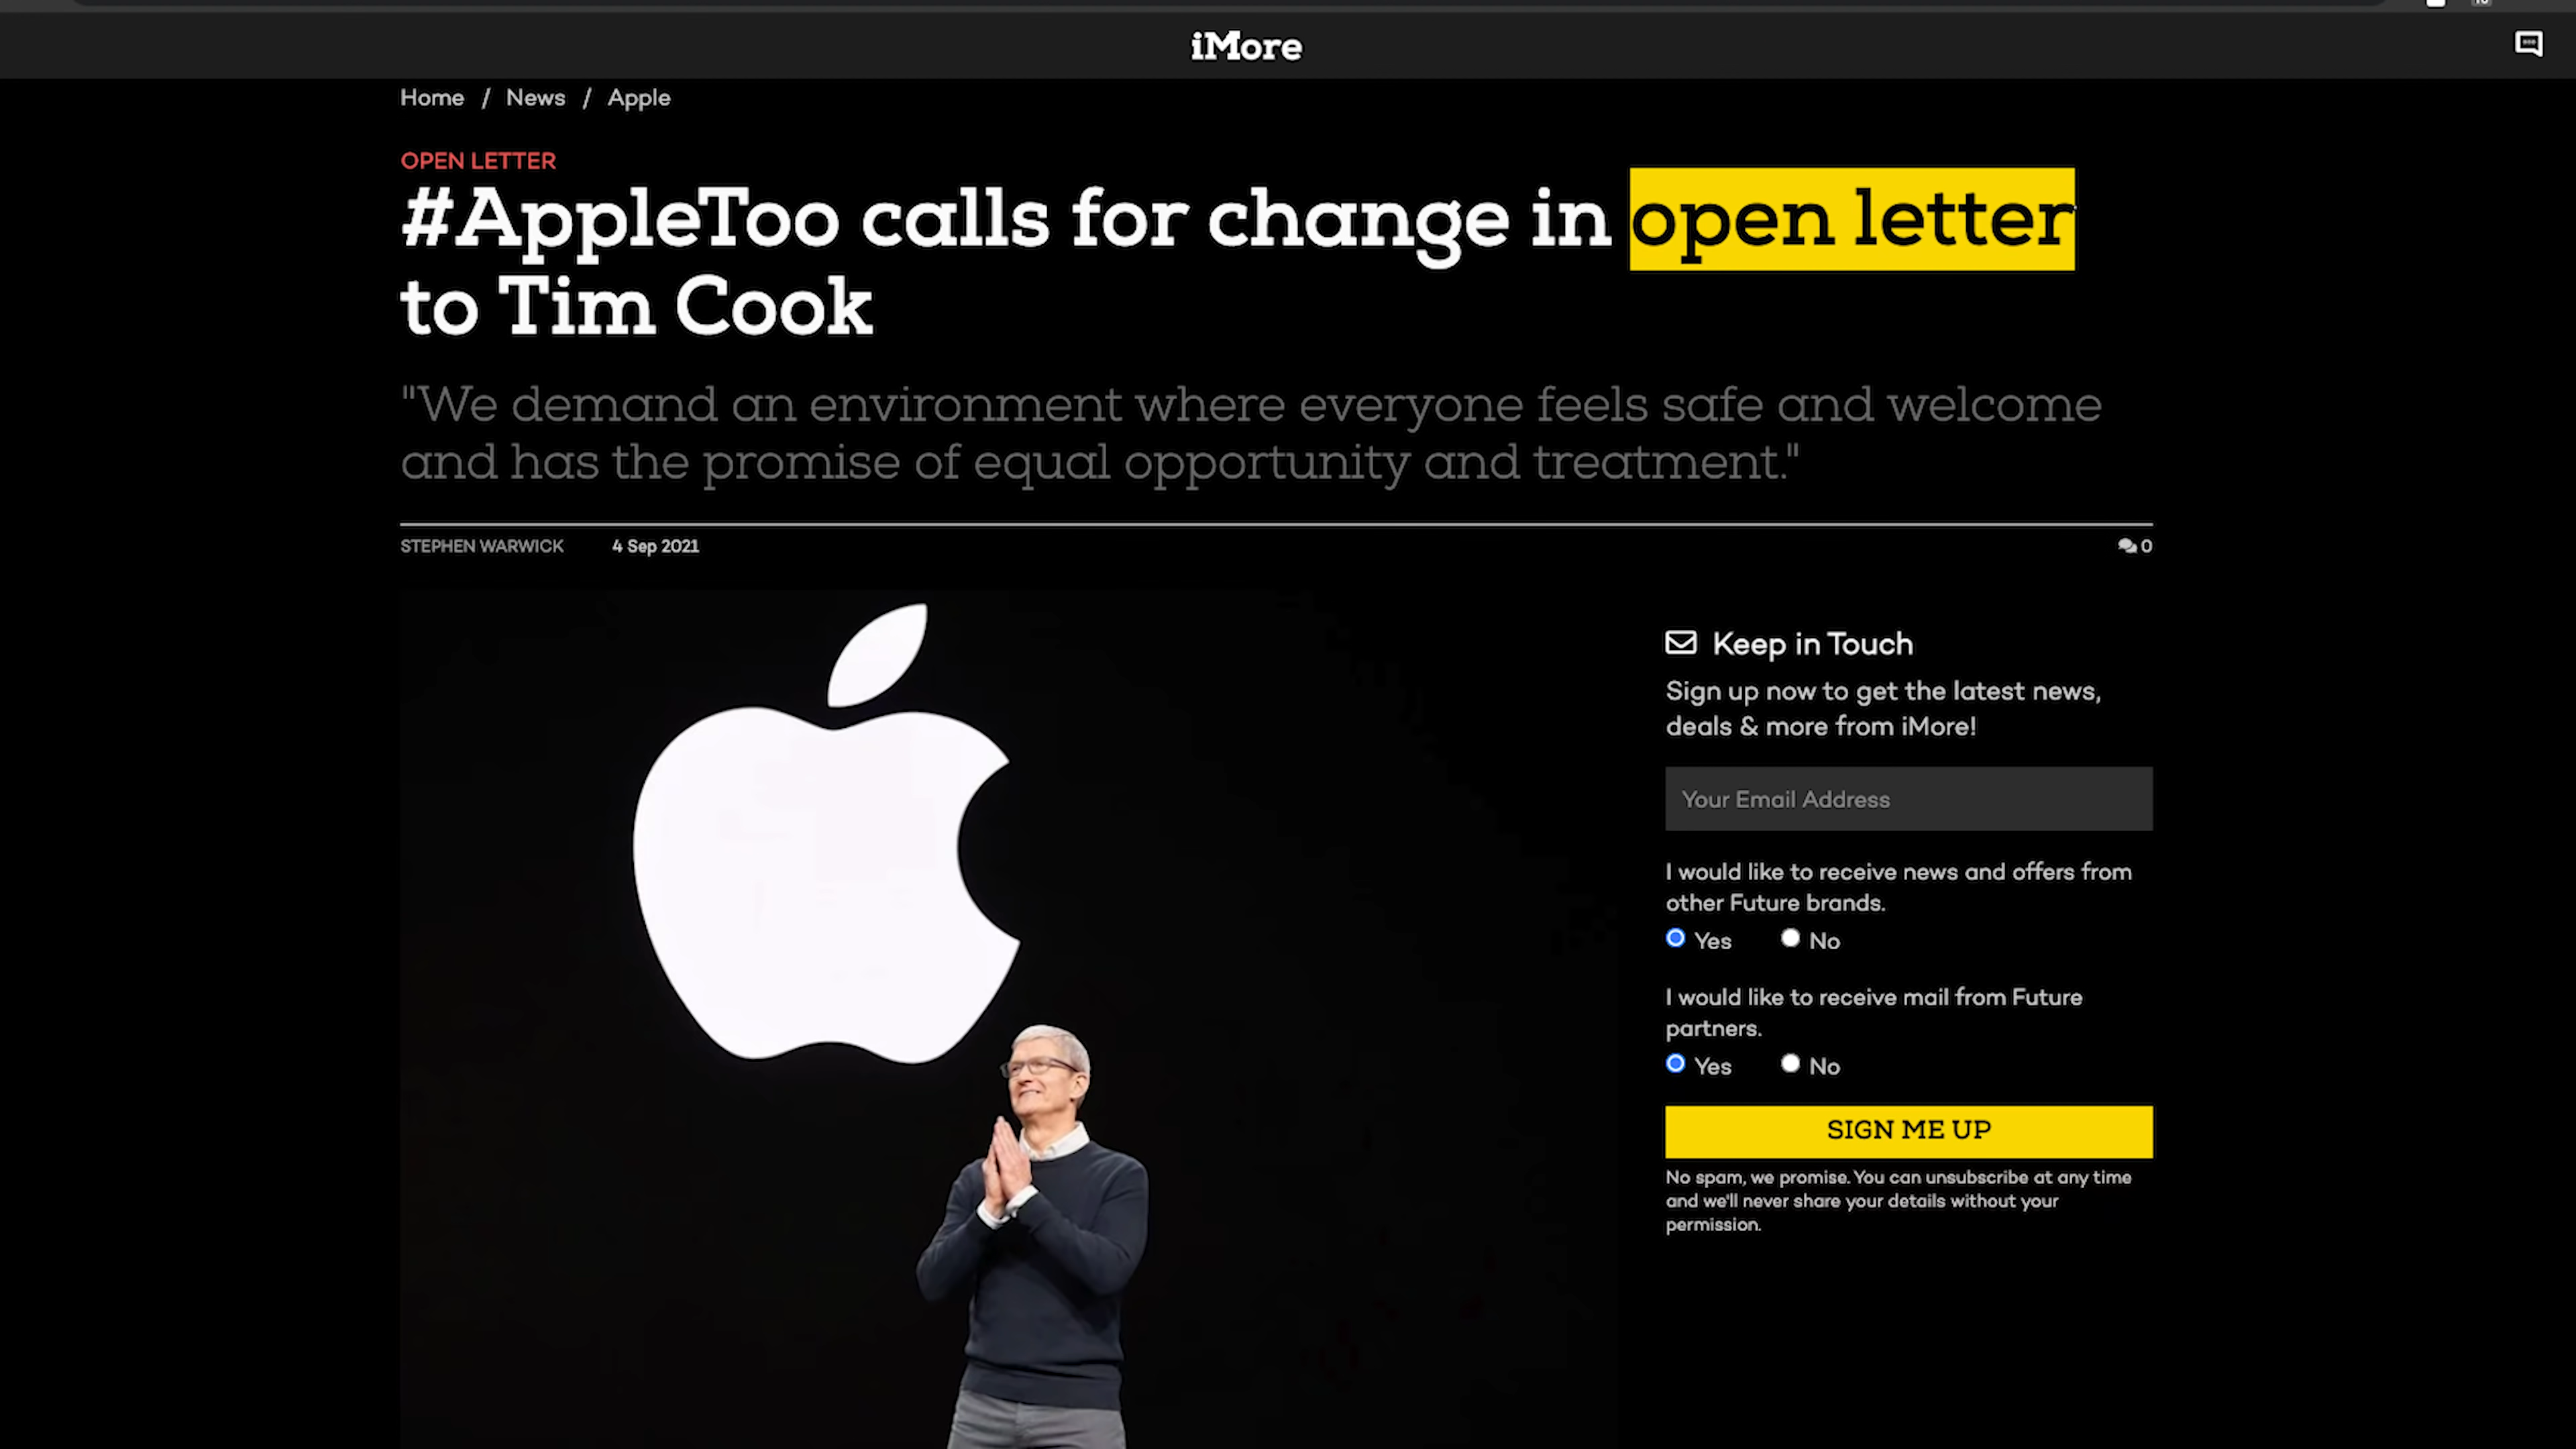 iMore
Home / News / Apple
OPEN LETTER
#AppleToo calls for change in open letter
to Tim Cook
"We demand an environment where everyone feels safe and welcome
and has the promise of equal opportunity and treatment."
STEPHEN WARWICK 4 Sep 2021 0
Keep in Touch
Sign up now to get the latest news,
deals & more from iMore!
Your Email Address
I would like to receive news and offers from
other Future brands.
Yes No
I would like to receive mail from Future
partners.
Yes No
SIGN ME UP
No spam, we promise. You can unsubscribe at any time
and we'll never share your details without your
permission.